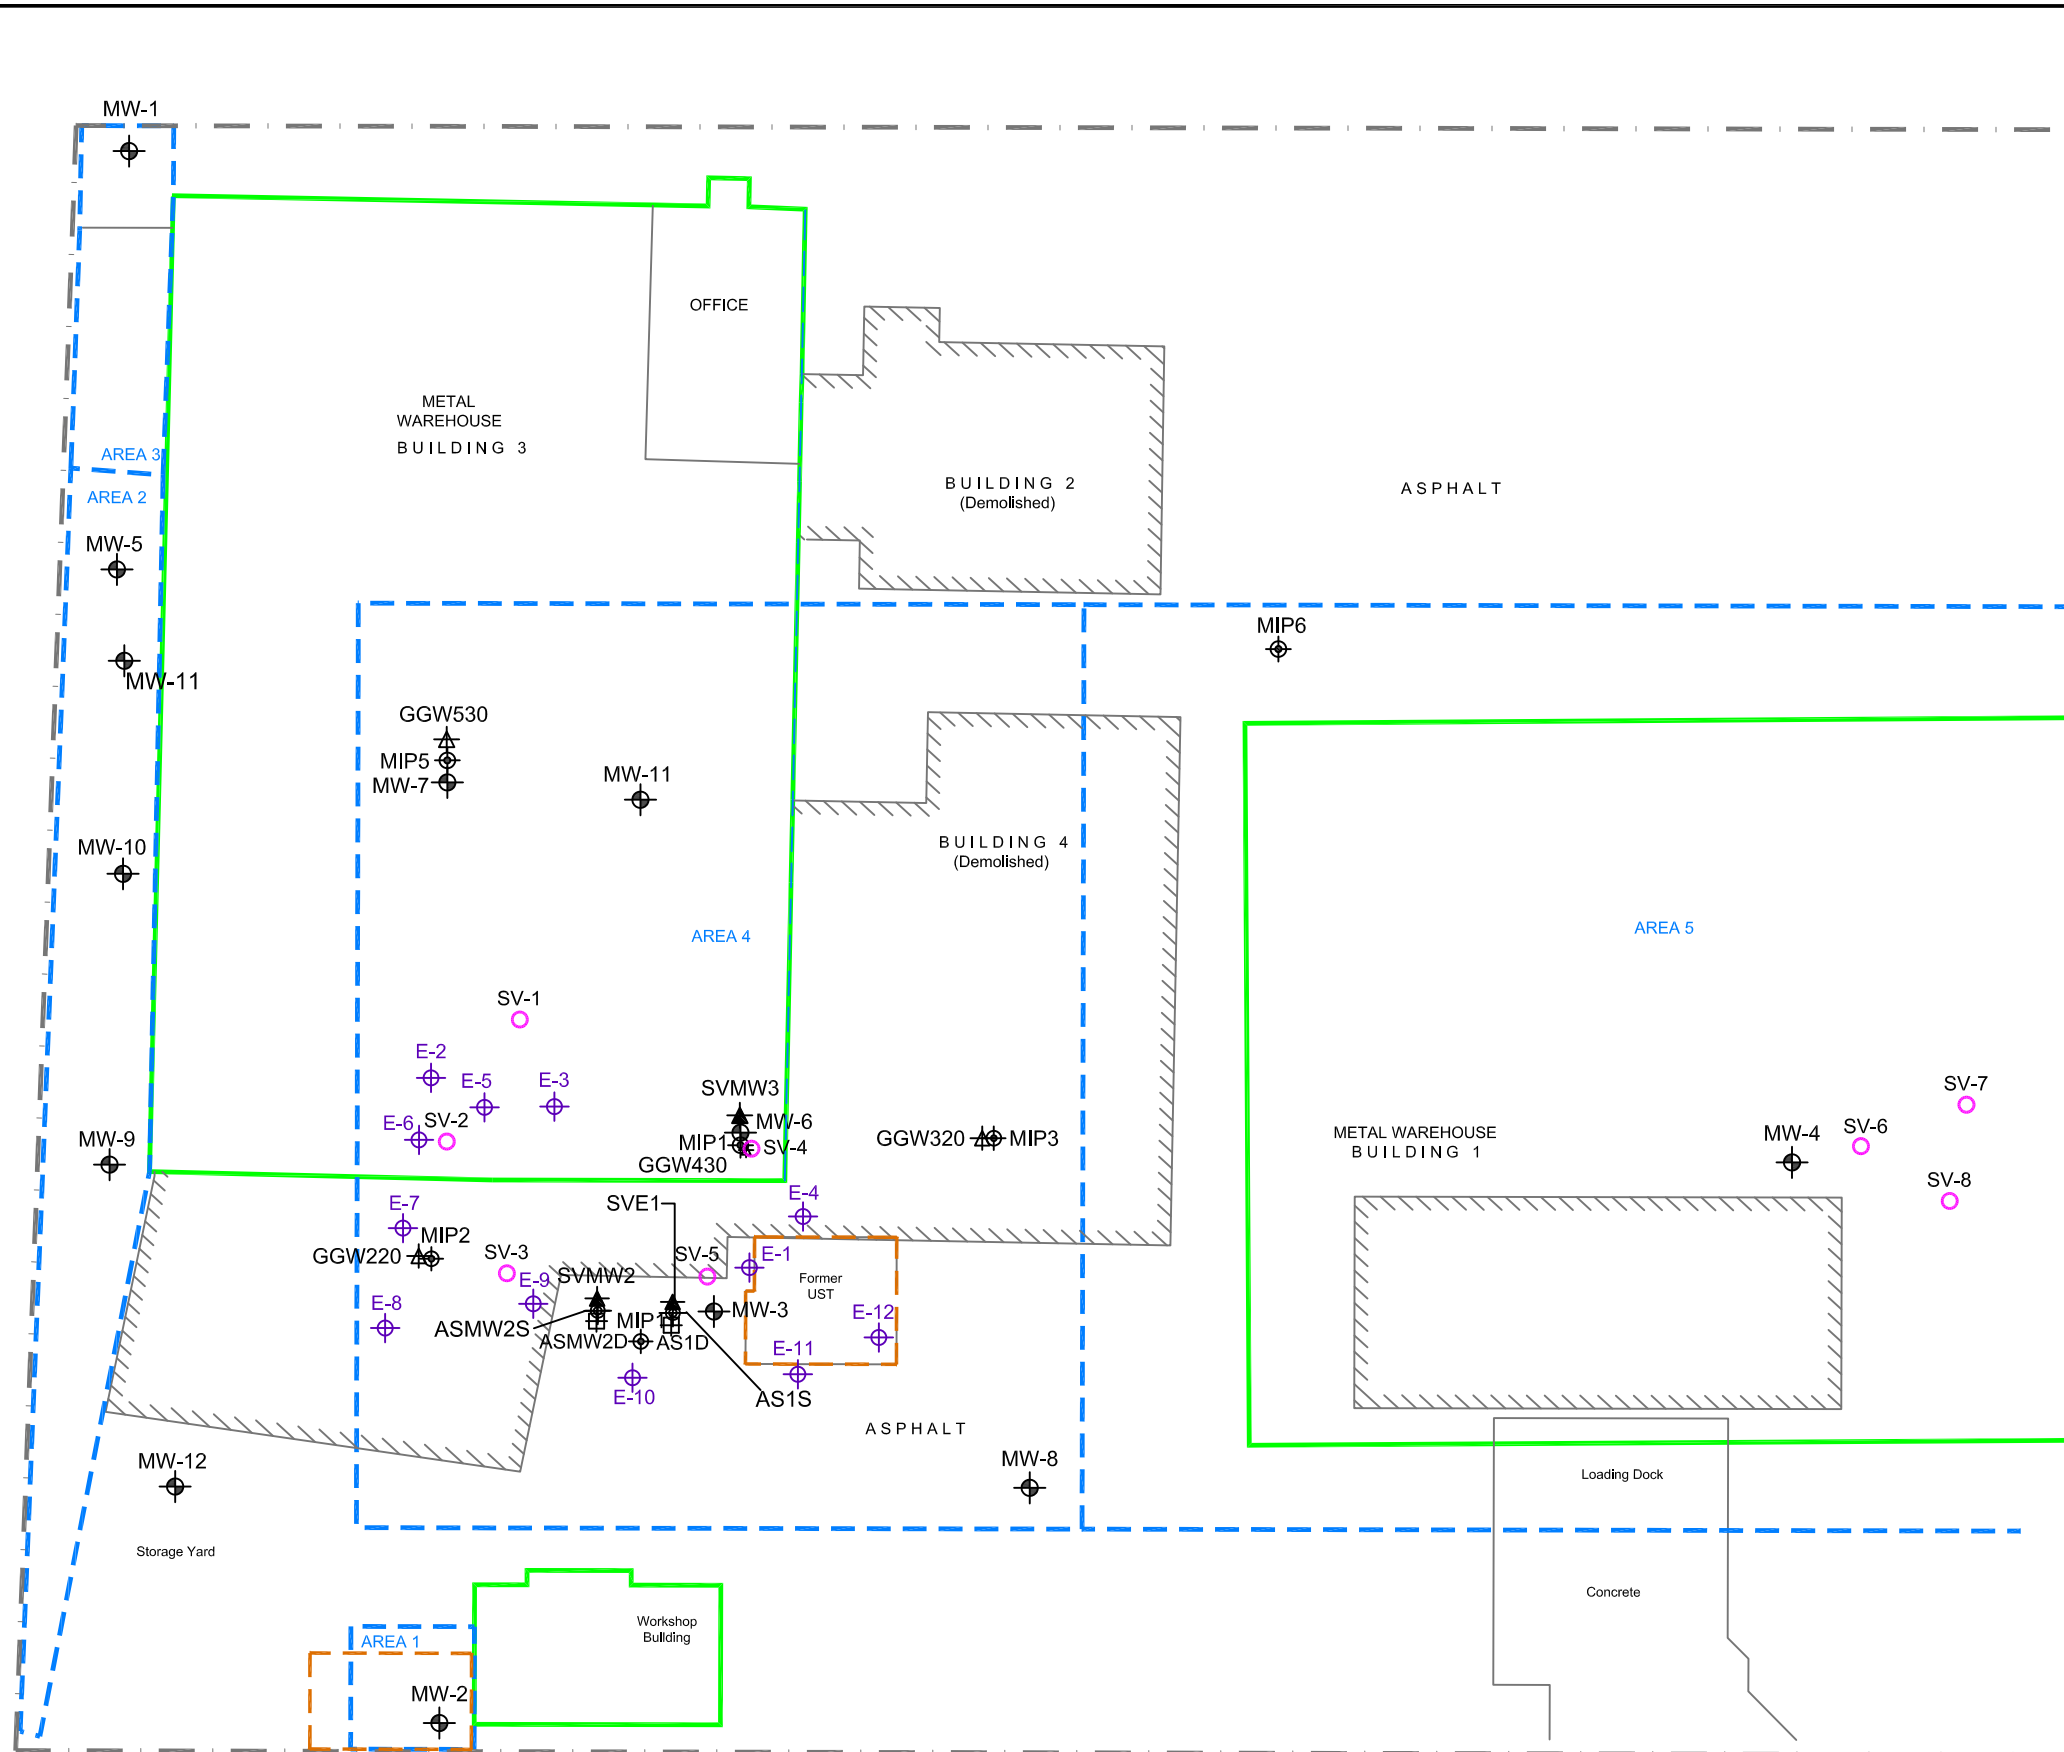 MW-1
OFFICE
METAL
WAREHOUSE
BUILDING 3
AREA 3
AREA 2
BUILDING 2
(Demolished)
ASPHALT
MW-5
MIP6
MW-11
GGW530
MIP5
MW-7
MW-11
MW-10
BUILDING 4
(Demolished)
AREA 4
AREA 5
SV-1
E-2
E-5
E-3
SVMW3
SV-7
E-6
SV-2
MW-6
MIP1
SV-4
GGW430
GGW320
MIP3
METAL WAREHOUSE
BUILDING 1
MW-4
SV-6
MW-9
SV-8
E-7
SVE1
E-4
MIP2
GGW220
SV-3
SV-5
E-1
SVMW2
Former
UST
E-9
E-8
ASMW2S
MIP1
MW-3
E-12
ASMW2D
AS1D
E-11
E-10
AS1S
ASPHALT
MW-12
MW-8
Loading Dock
Storage Yard
Concrete
Workshop
Building
AREA 1
MW-2